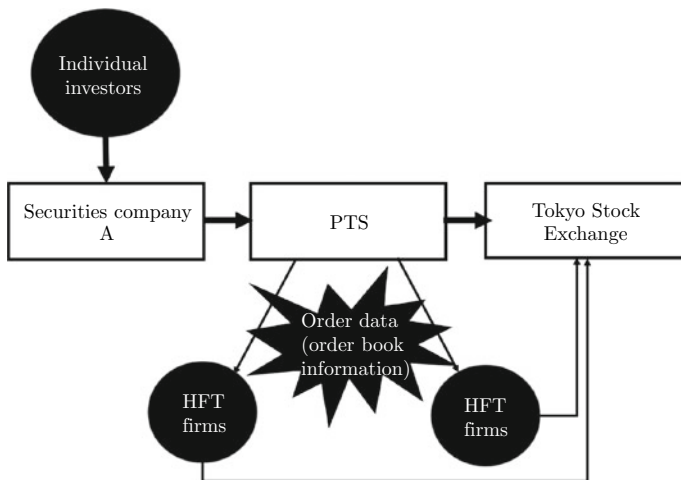 Individual
investors
Securities company
A
PTS
Tokyo Stock
Exchange
Order data
(order book
information)
HFT
firms
HFT
firms